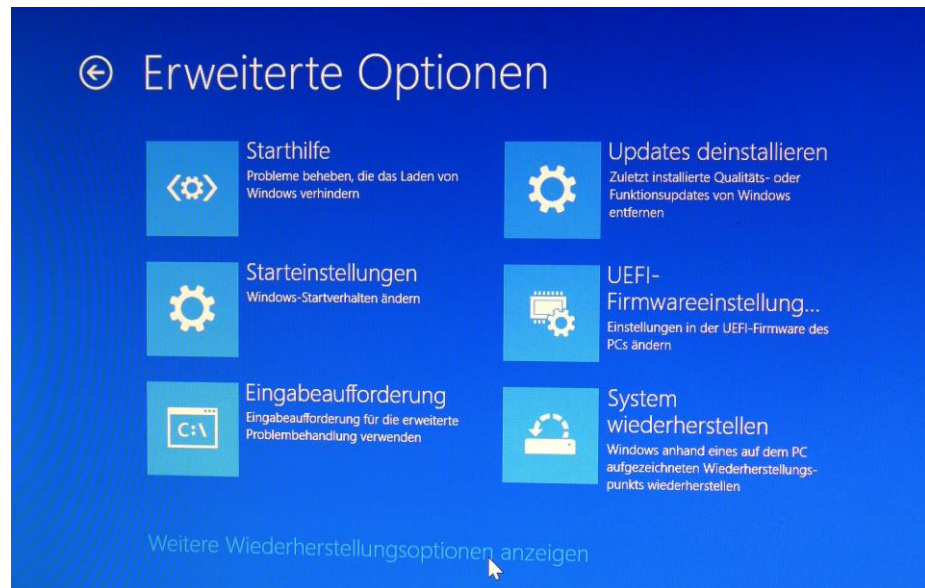 Erweiterte Optionen
Starthilfe
Probleme beheben, die das Laden von
Windows verhindern
Starteinstellungen
Windows-Startverhalten ändern
C:\
Eingabeaufforderung
Eingabeaufforderung für die erweiterte
Problembehandlung verwenden
Updates deinstallieren
Zuletzt installierte Qualitäts- oder
Funktionsupdates von Windows
entfernen
UEFI-
Firmwareeinstellung...
Einstellungen in der UEFI-Firmware des
PCs ändern
System
wiederherstellen
Windows anhand eines auf dem PC
aufgezeichneten Wiederherstellungs-
punkts wiederherstellen
Weitere Wiederherstellungsoptionen anzeigen